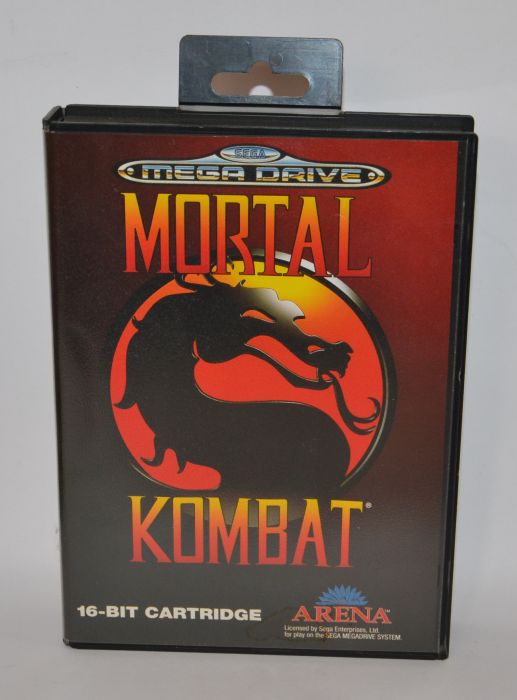 SEGA
MEGA DRIVE
MORTAL
KOMBAT®
16-BIT CARTRIDGE
ARENA™
Licensed by Sega Enterprises, Ltd.
for play on the SEGA MEGADRIVE SYSTEM.